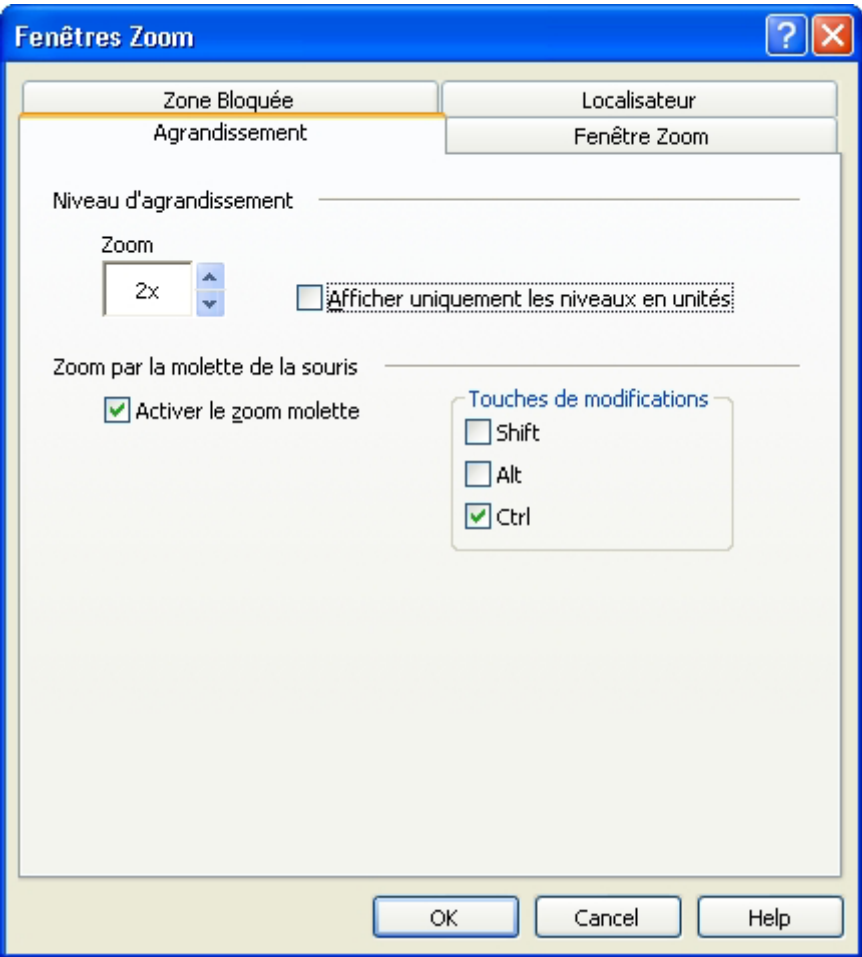 Fenêtres Zoom
Zone Bloquée
Localisateur
Agrandissement
Fenêtre Zoom
Niveau d'agrandissement
Zoom
2x
Afficher uniquement les niveaux en unités
Zoom par la molette de la souris
Activer le zoom molette
Touches de modifications
Shift
Alt
Ctrl
OK
Cancel
Help